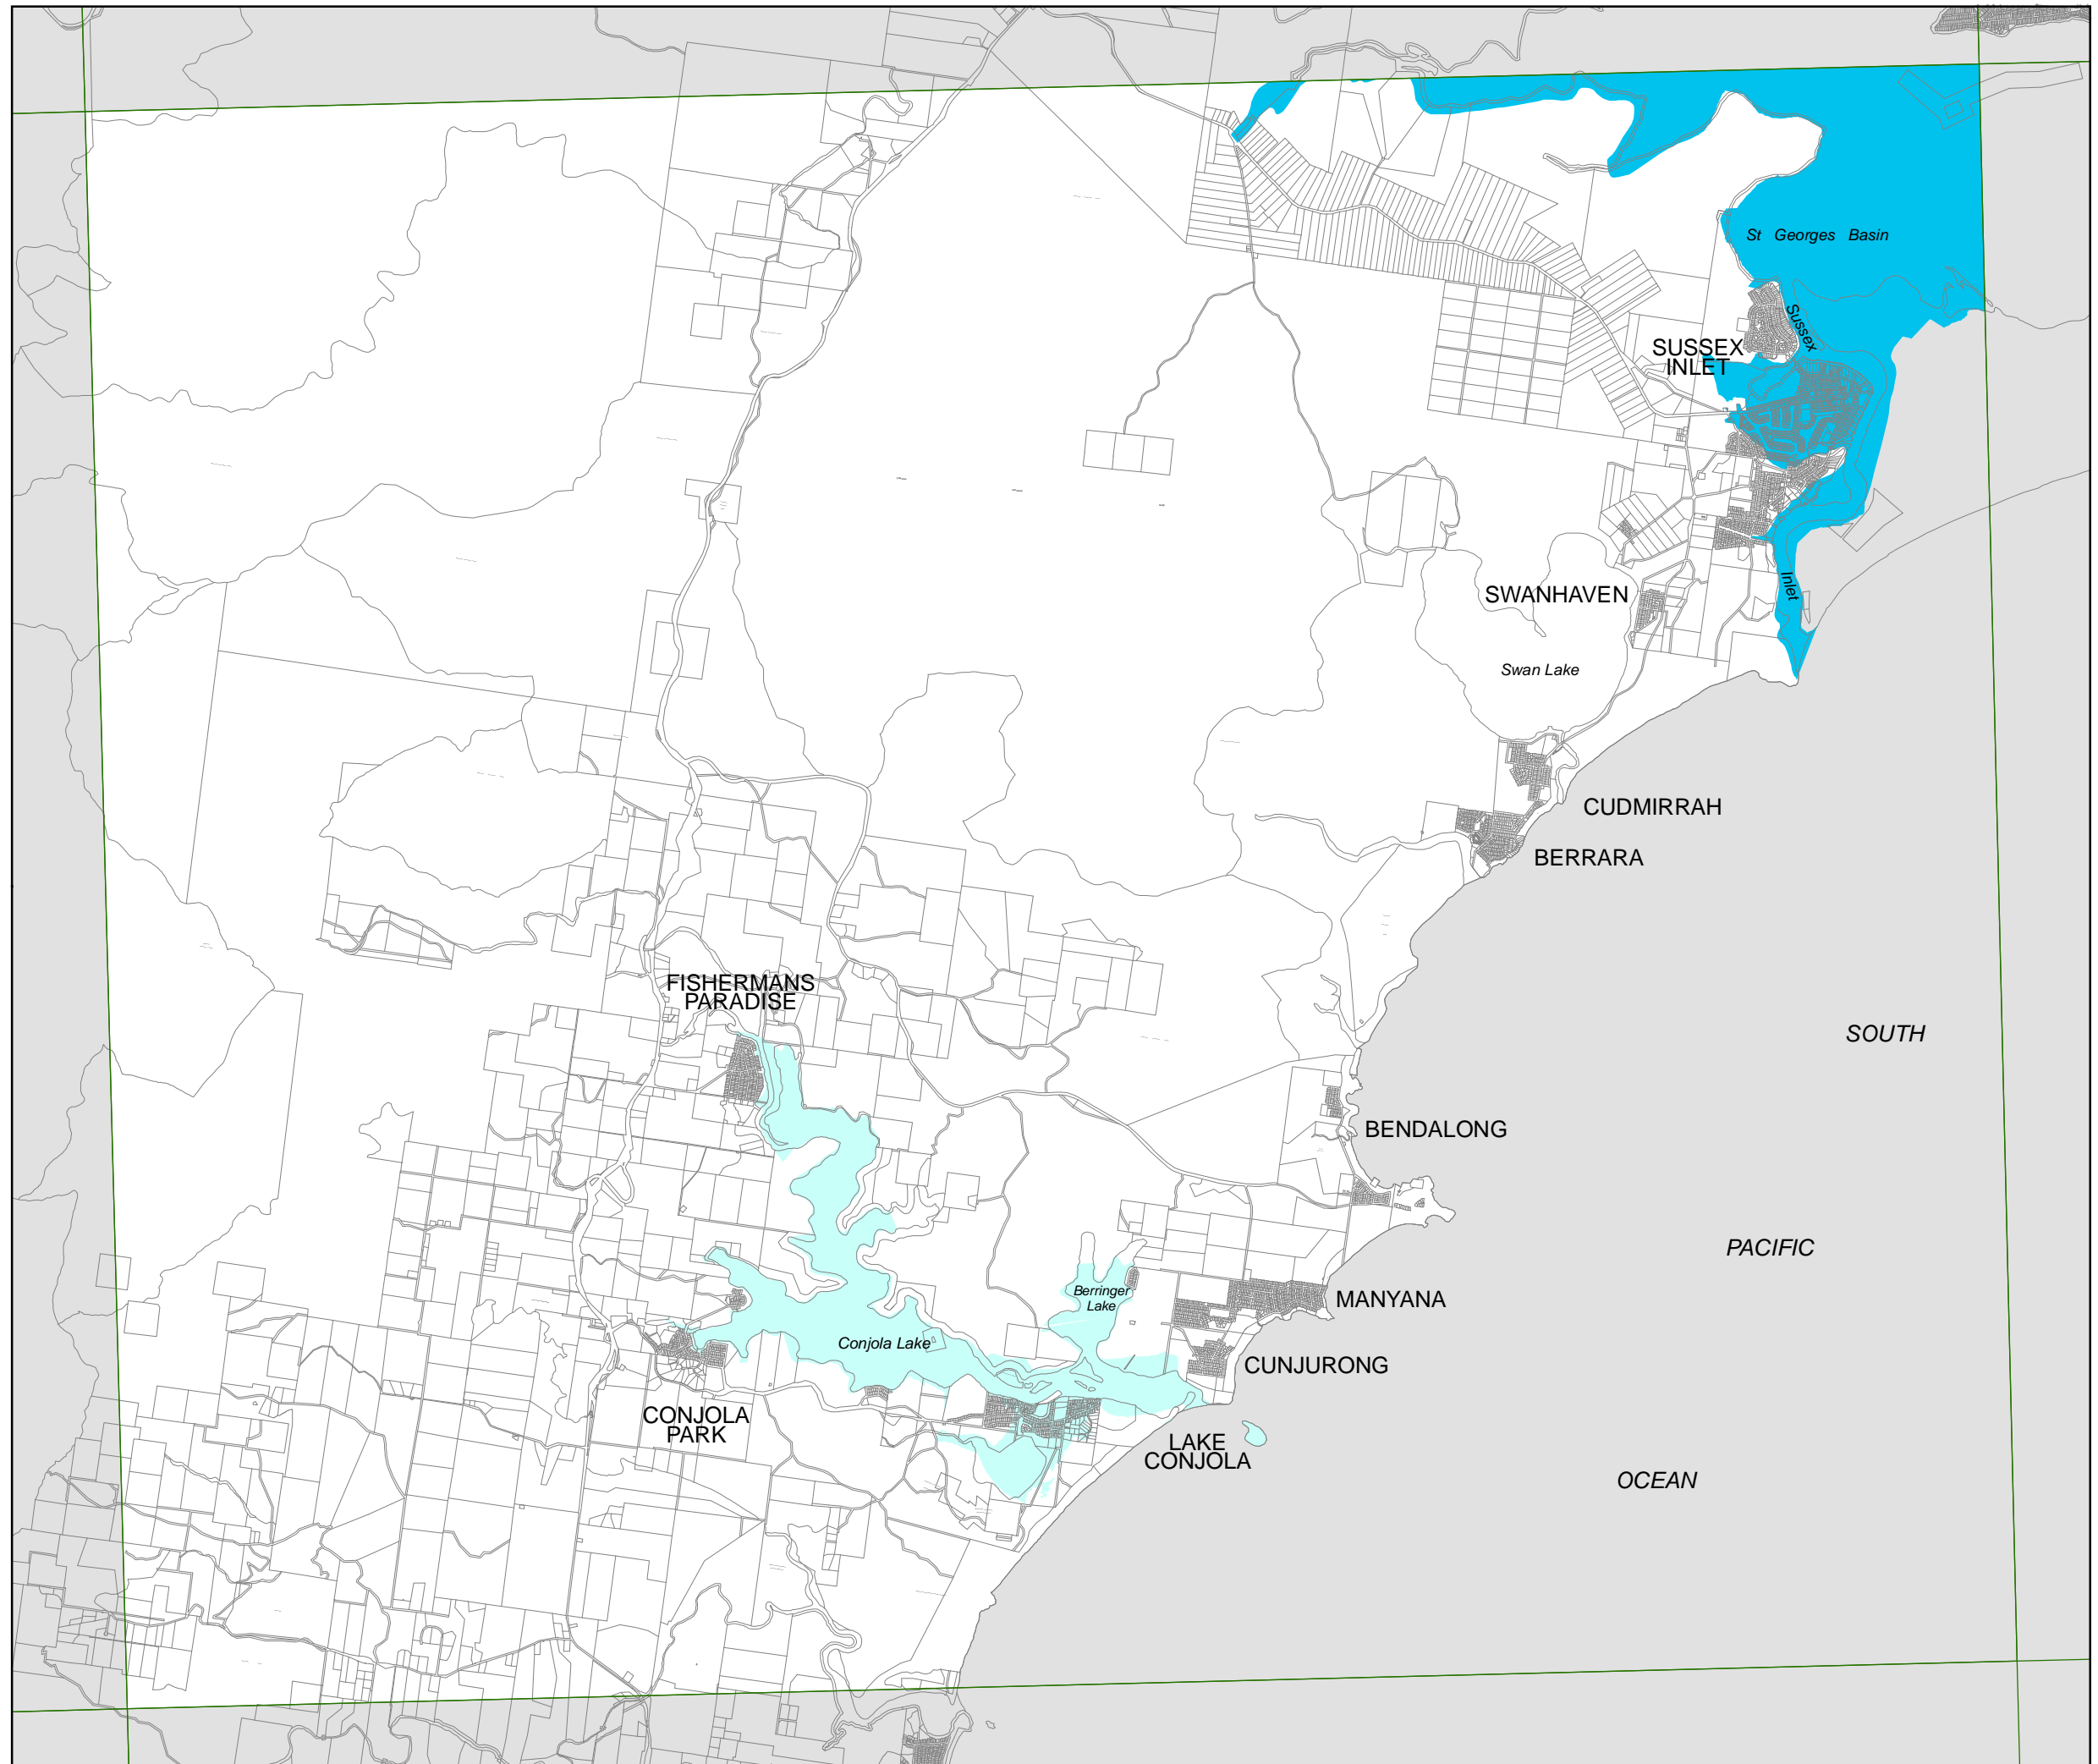 St Georges Basin
Sussex
SUSSEX
INLET
Inlet
SWANHAVEN
Swan Lake
CUDMIRRAH
BERRARA
FISHERMANS
PARADISE
SOUTH
BENDALONG
PACIFIC
Berringer
Lake
MANYANA
Conjola Lake
CUNJURONG
CONJOLA
PARK
LAKE
CONJOLA
OCEAN